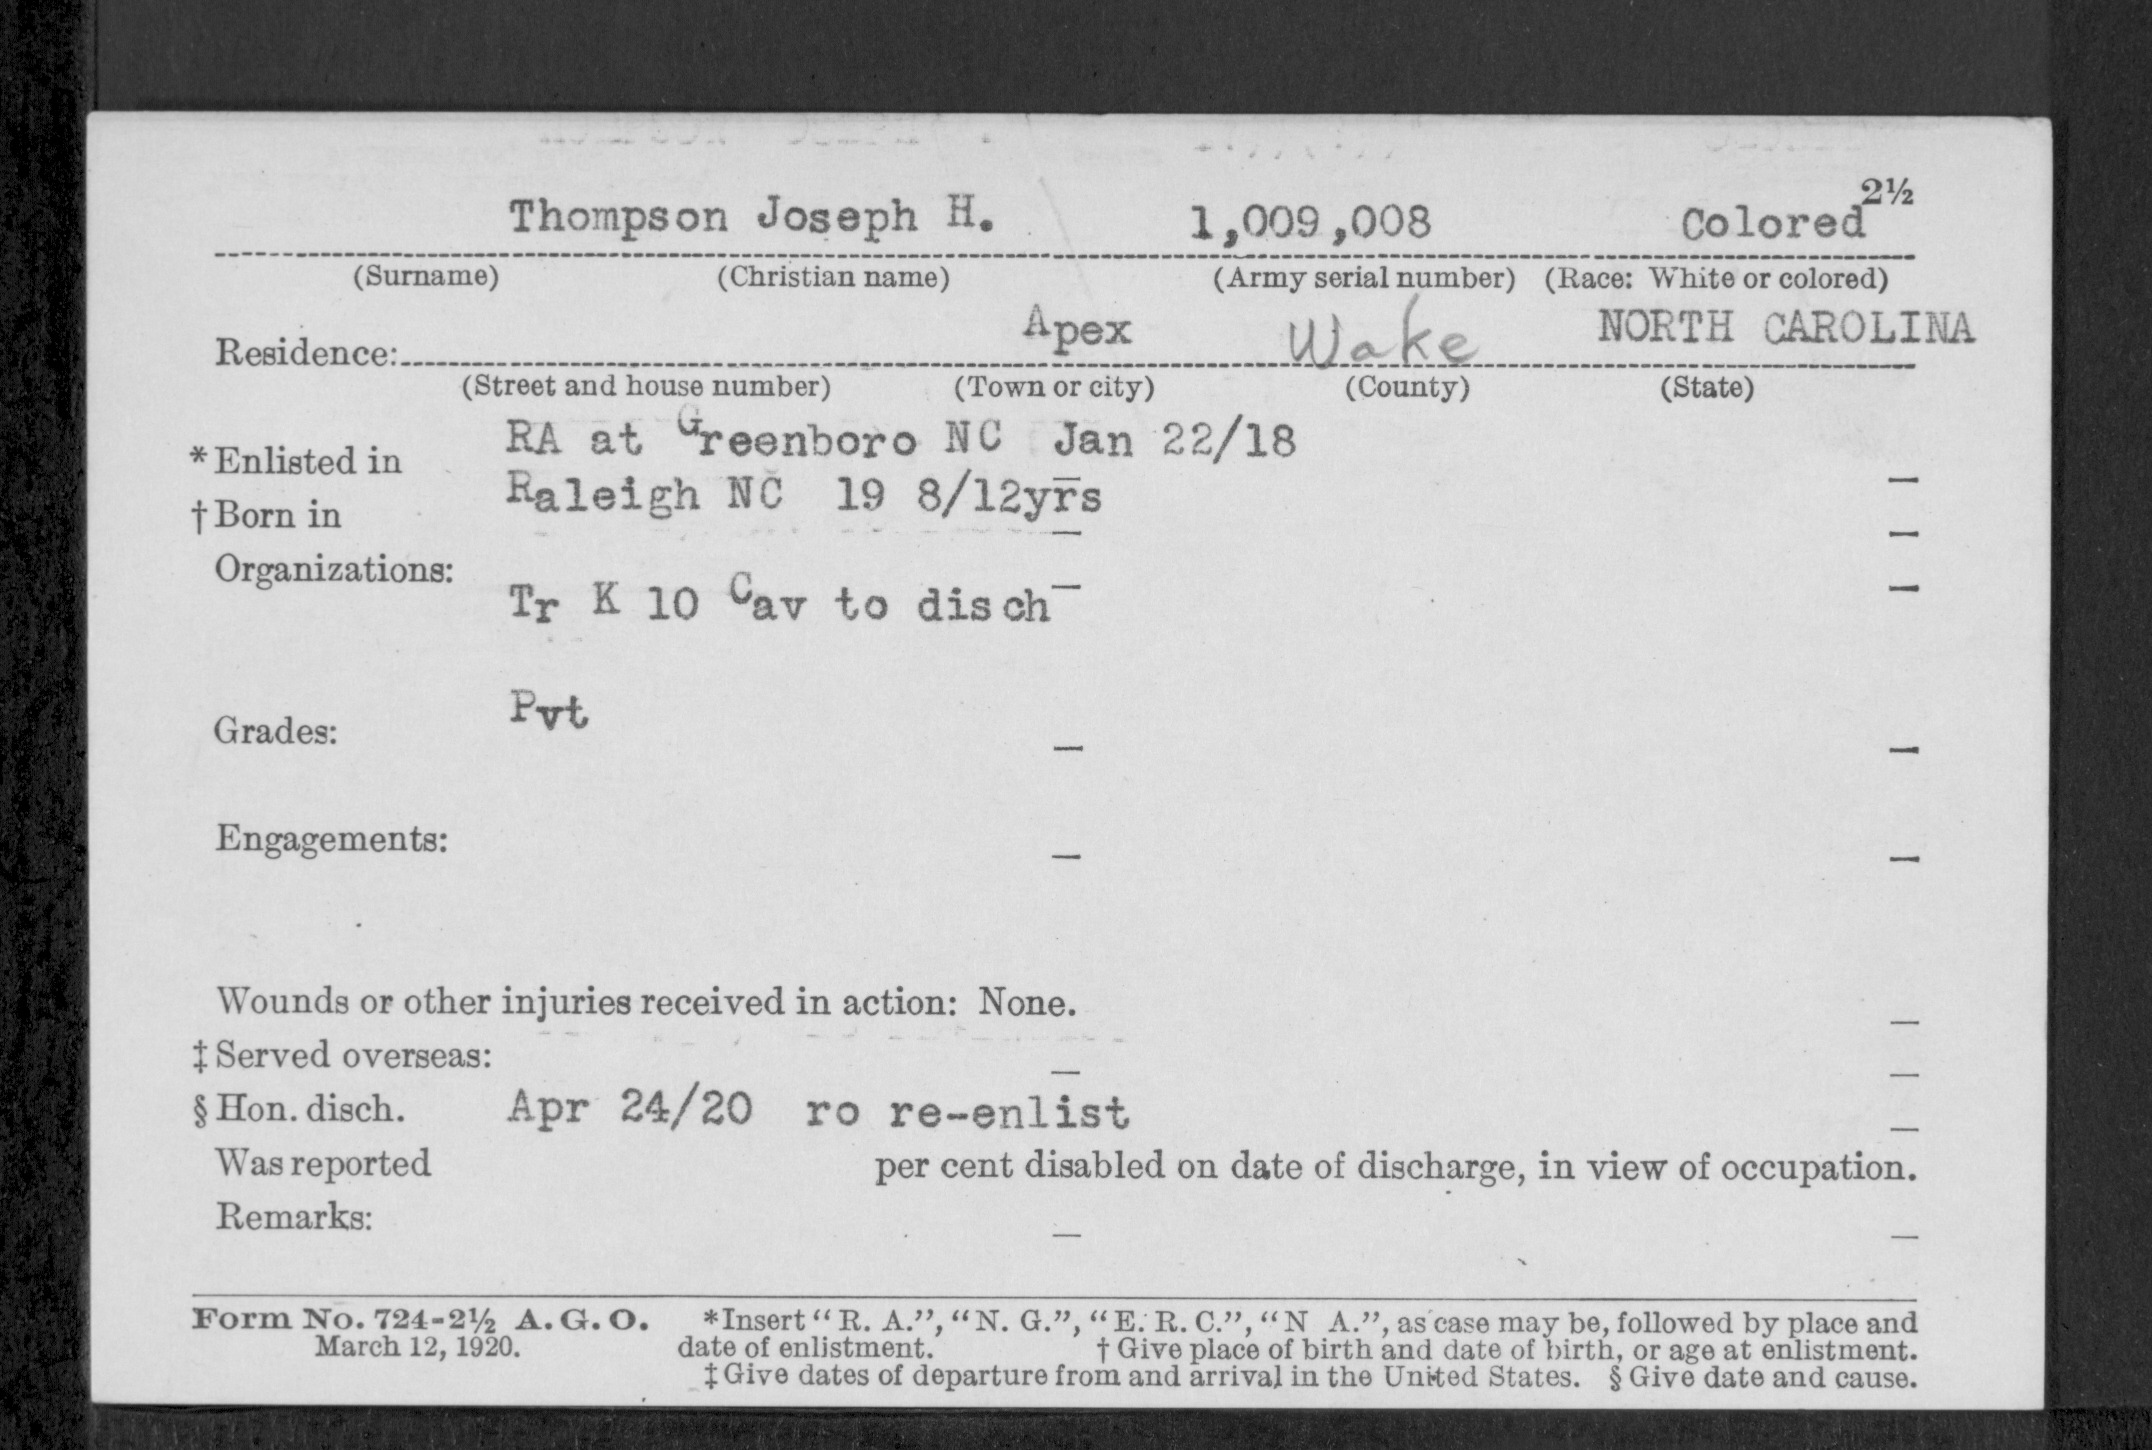 2½
Thompson Joseph H. 1,009,008 Colored
(Surname) (Christian name) (Army serial number) (Race: White or colored)
Residence: Apex Wake NORTH CAROLINA
(Street and house number) (Town or city) (County) (State)
*Enlisted in RA at Greenboro NC Jan 22/18
†Born in Raleigh NC 19 8/12yrs
Organizations:
Tr K 10 Cav to disch
Grades: Pvt
Engagements:
Wounds or other injuries received in action: None.
‡Served overseas:
§Hon. disch. Apr 24/20 ro re-enlist
Was reported per cent disabled on date of discharge, in view of occupation.
Remarks:
Form No. 724-2½ A.G.O. *Insert "R. A.", "N. G.", "E. R. C.", "N A.", as case may be, followed by place and
March 12, 1920. date of enlistment. †Give place of birth and date of birth, or age at enlistment.
‡Give dates of departure from and arrival in the United States. §Give date and cause.